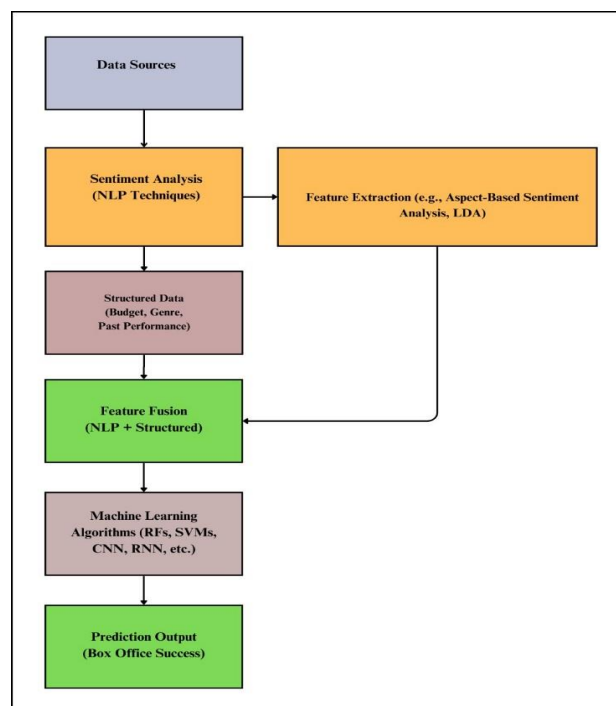 Data Sources
Sentiment Analysis
(NLP Techniques)
Feature Extraction (e.g., Aspect-Based Sentiment
Analysis, LDA)
Structured Data
(Budget, Genre,
Past Performance)
Feature Fusion
(NLP + Structured)
Machine Learning
Algorithms (RFs, SVMs,
CNN, RNN, etc.)
Prediction Output
(Box Office Success)